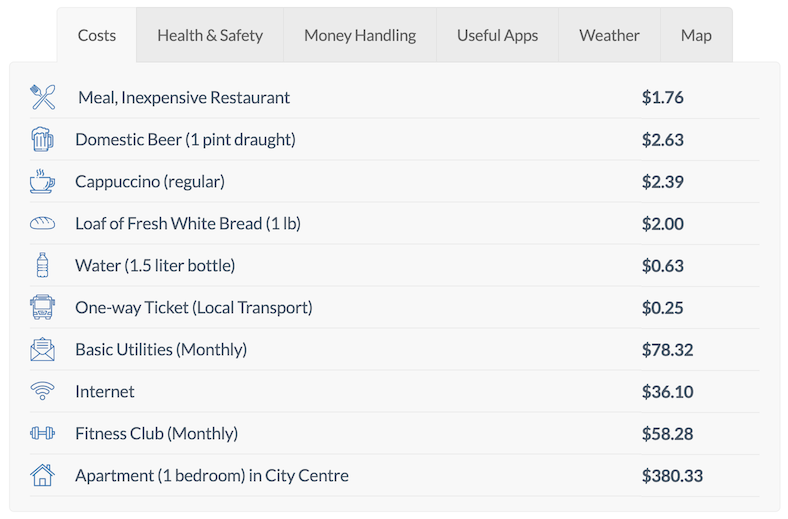 Costs Health & Safety Money Handling Useful Apps Weather Map
Meal, Inexpensive Restaurant $1.76
Domestic Beer (1 pint draught) $2.63
Cappuccino (regular) $2.39
Loaf of Fresh White Bread (1 lb) $2.00
Water (1.5 liter bottle) $0.63
One-way Ticket (Local Transport) $0.25
Basic Utilities (Monthly) $78.32
Internet $36.10
Fitness Club (Monthly) $58.28
Apartment (1 bedroom) in City Centre $380.33